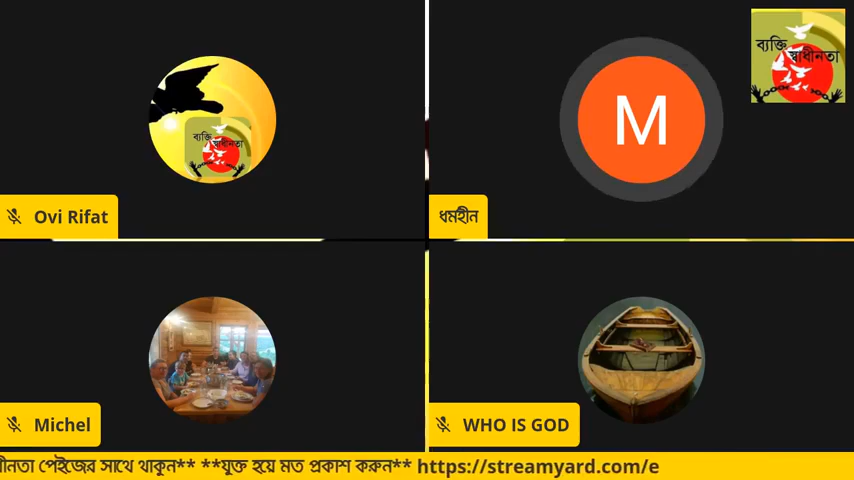 ব্যক্তি
স্বাধীনতা
M
ব্যক্তি
স্বাধীনতা
Ovi Rifat
ধর্মহীন
Michel
WHO IS GOD
ধীনতা পেইজের সাথে থাকুন** **যুক্ত হয়ে মত প্রকাশ করুন** https://streamyard.com/e